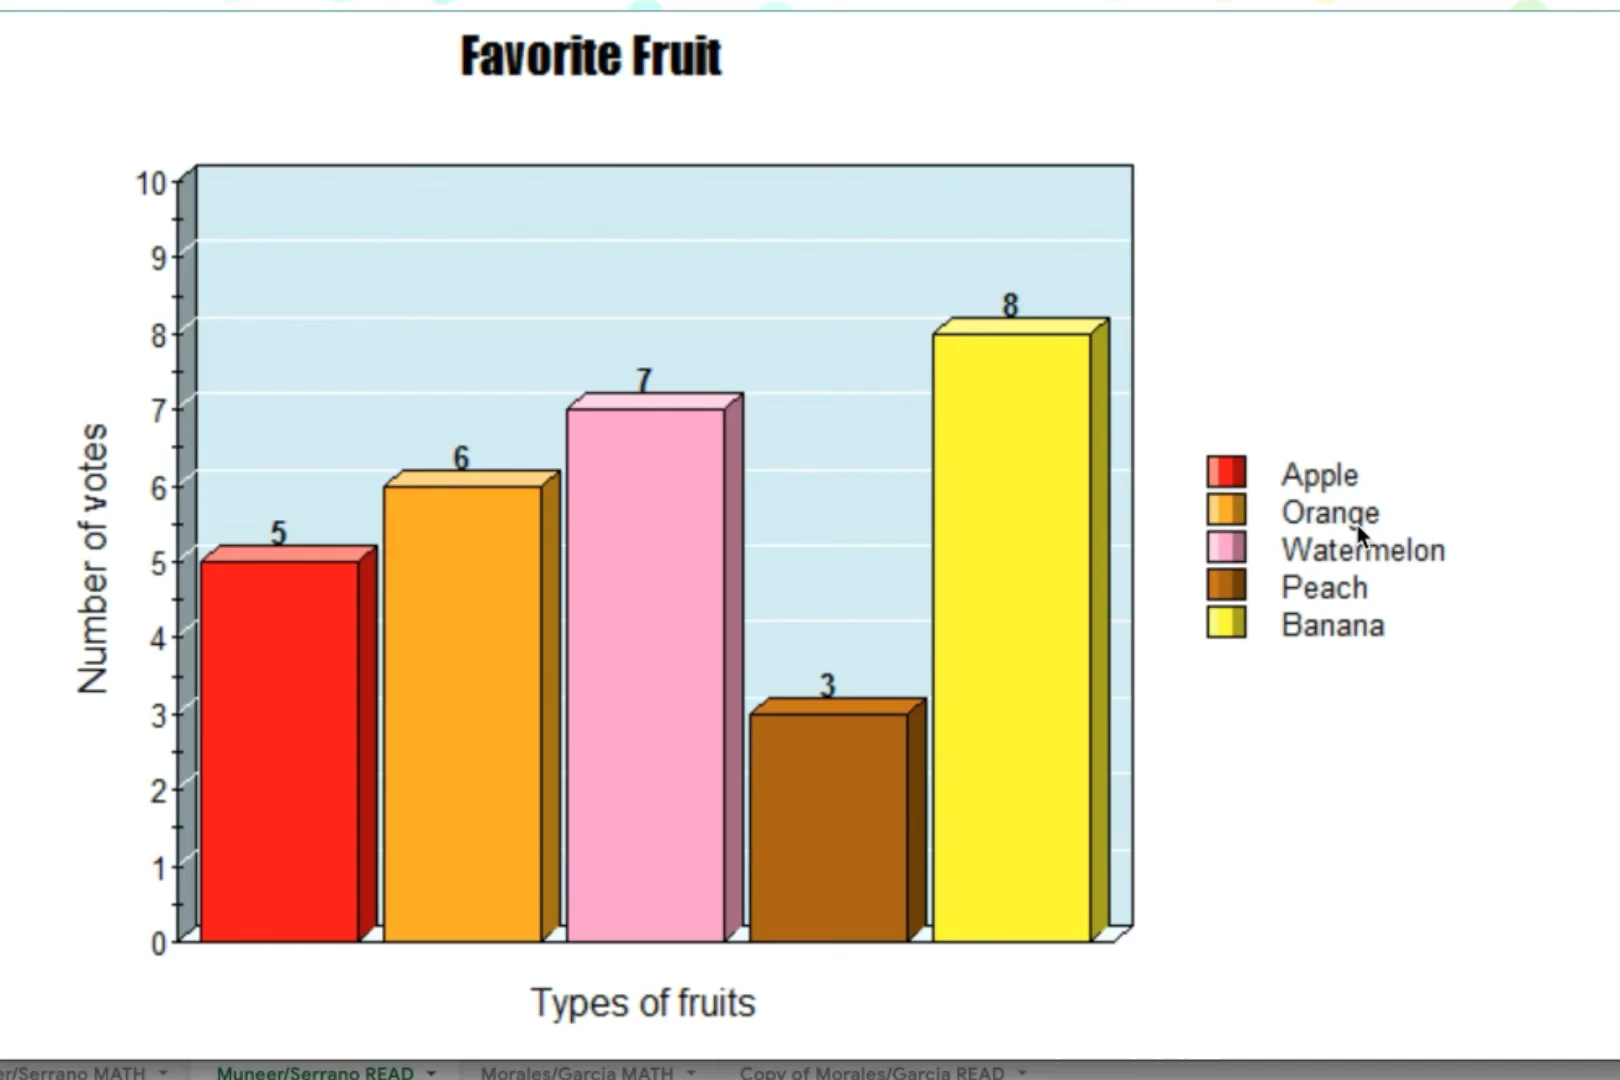 Favorite Fruit
10
9
8
7
6
5
4
3
2
1
0
Number of votes
5
6
7
3
8
Types of fruits
Apple
Orange
Watermelon
Peach
Banana
/Serrano MATH
Muneer/Serrano READ
Morales/Garcia MATH
Copy of Morales/Garcia READ